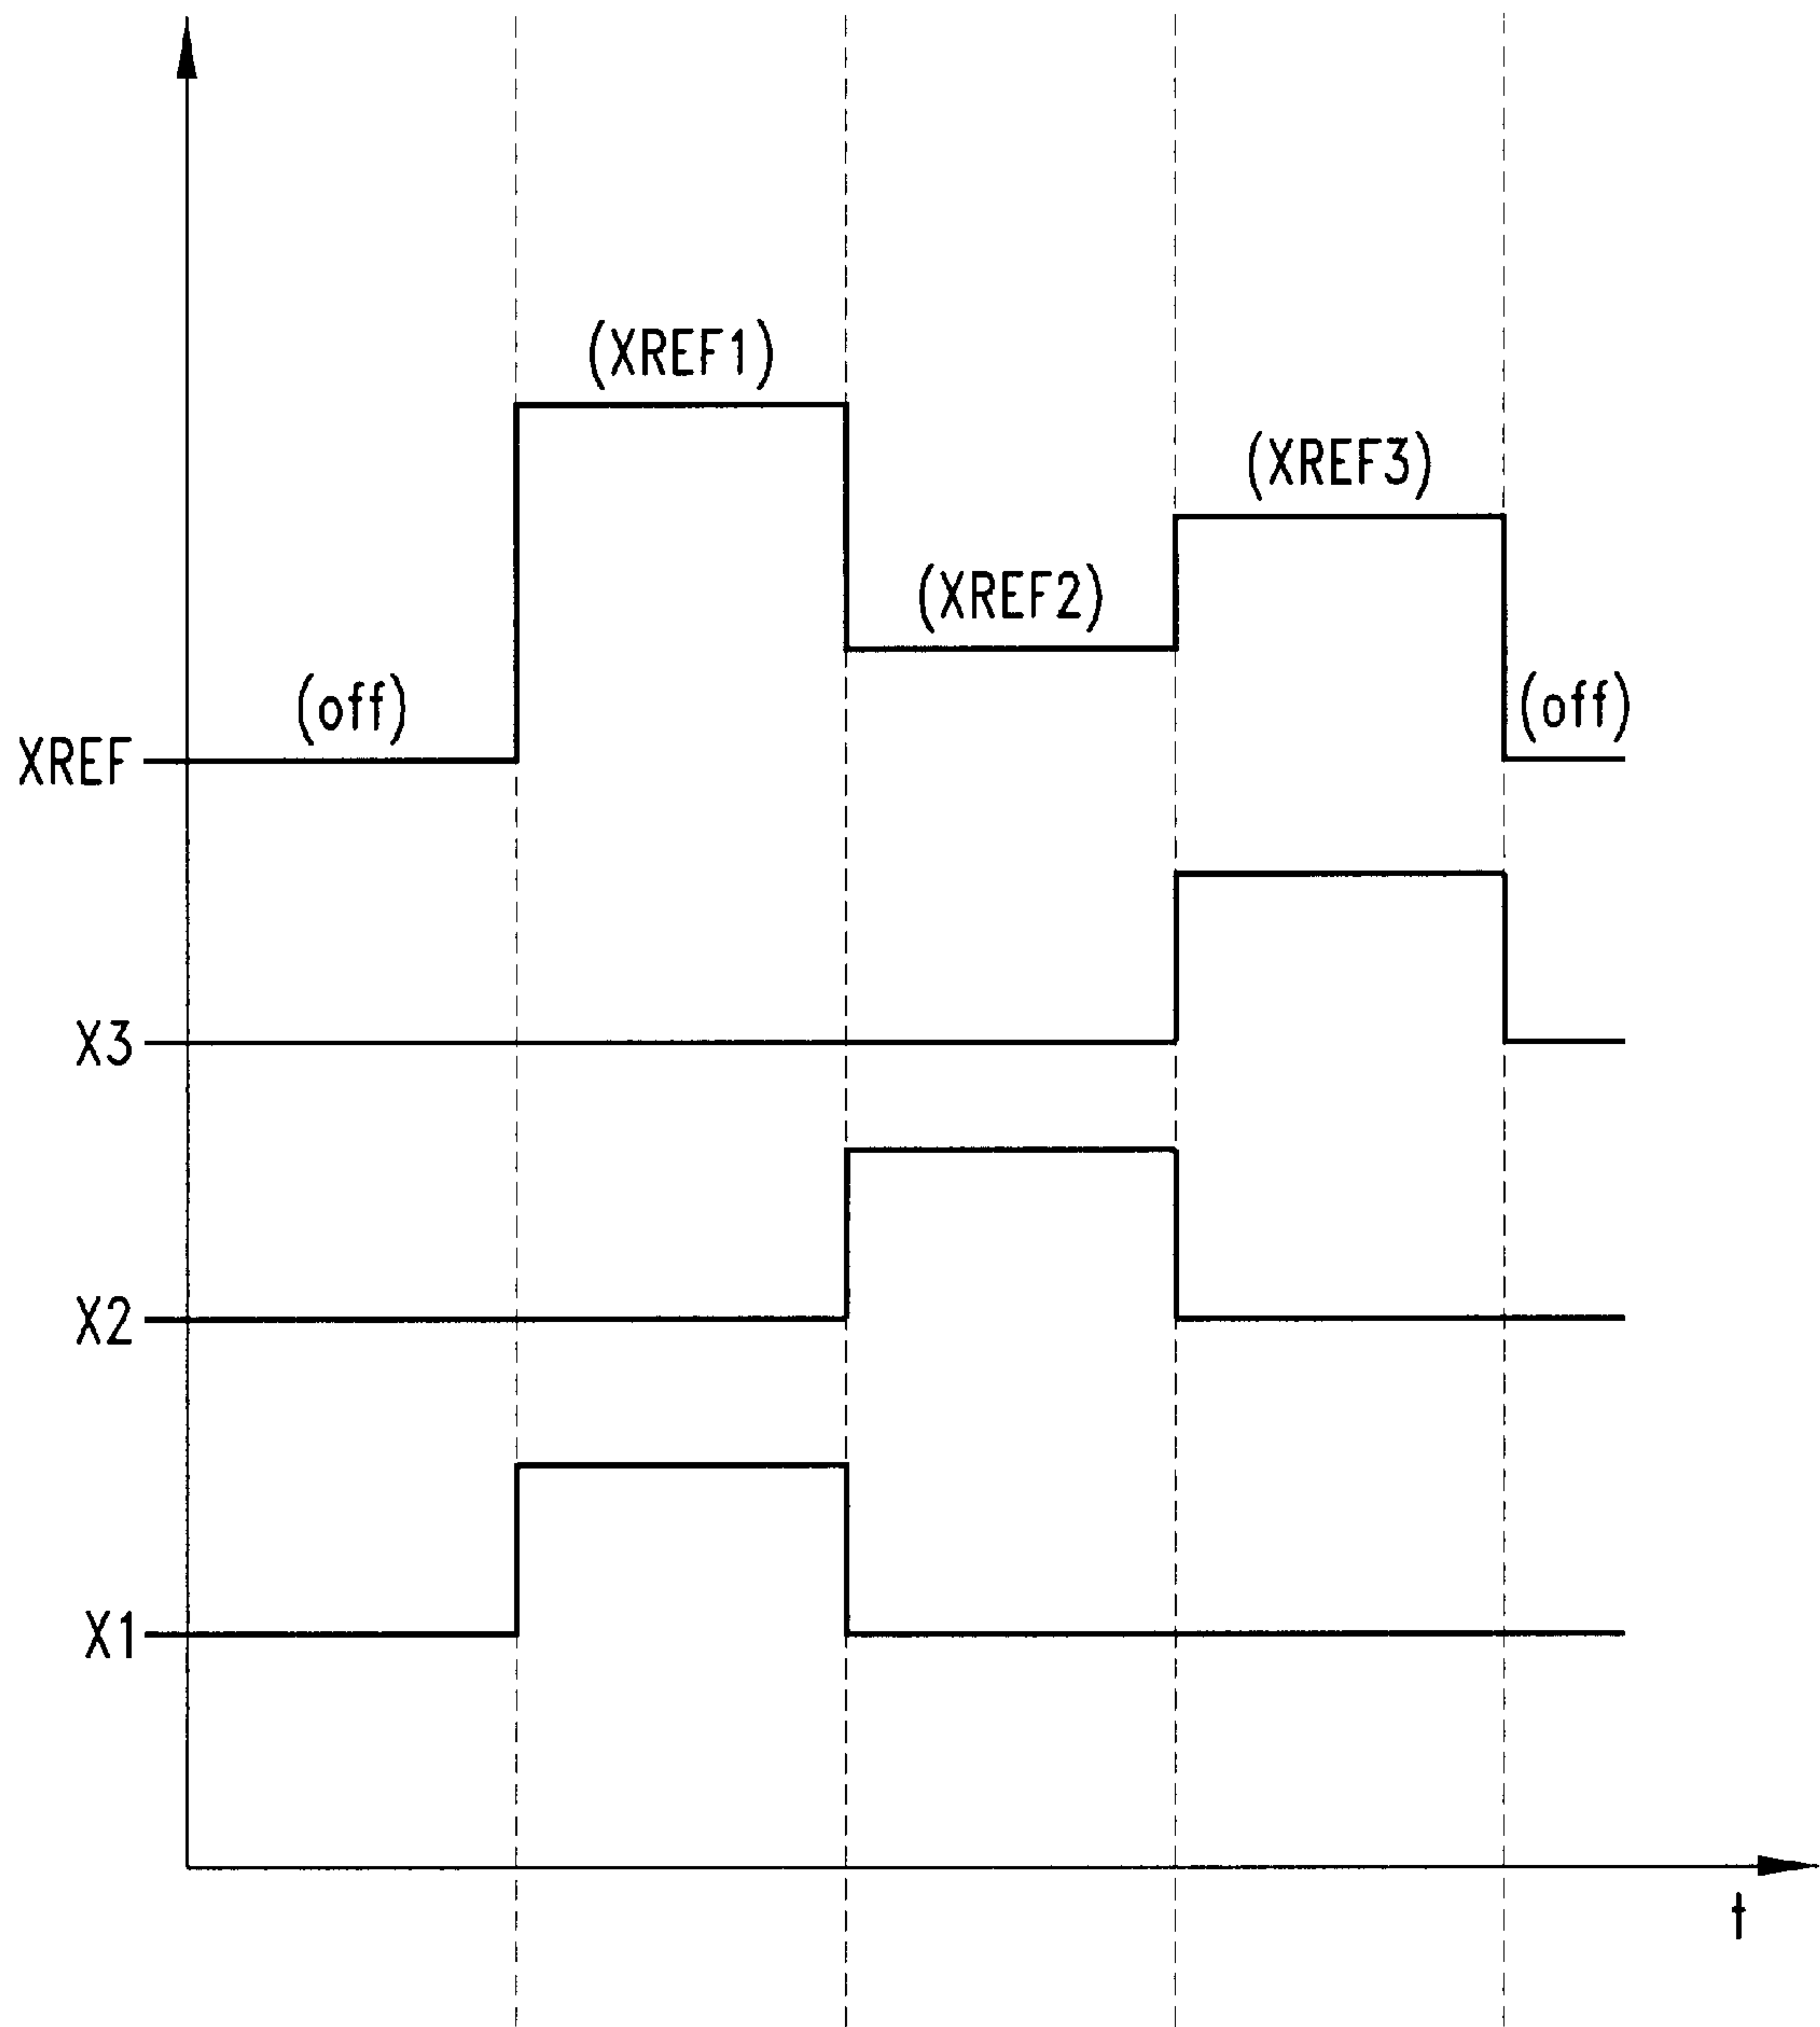 (XREF1)
(XREF3)
(XREF2)
(off)
(off)
XREF
X3
X2
X1
t